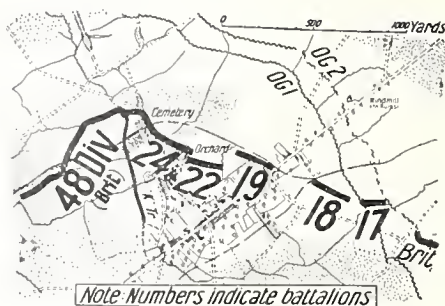 0 500 1000 Yards
OG1
OG2
Windmill
Cemetery
Orchard
48 Div
(Brit.)
K Tr.
24
22
19
18
17
Brit.
Note Numbers indicate battalions